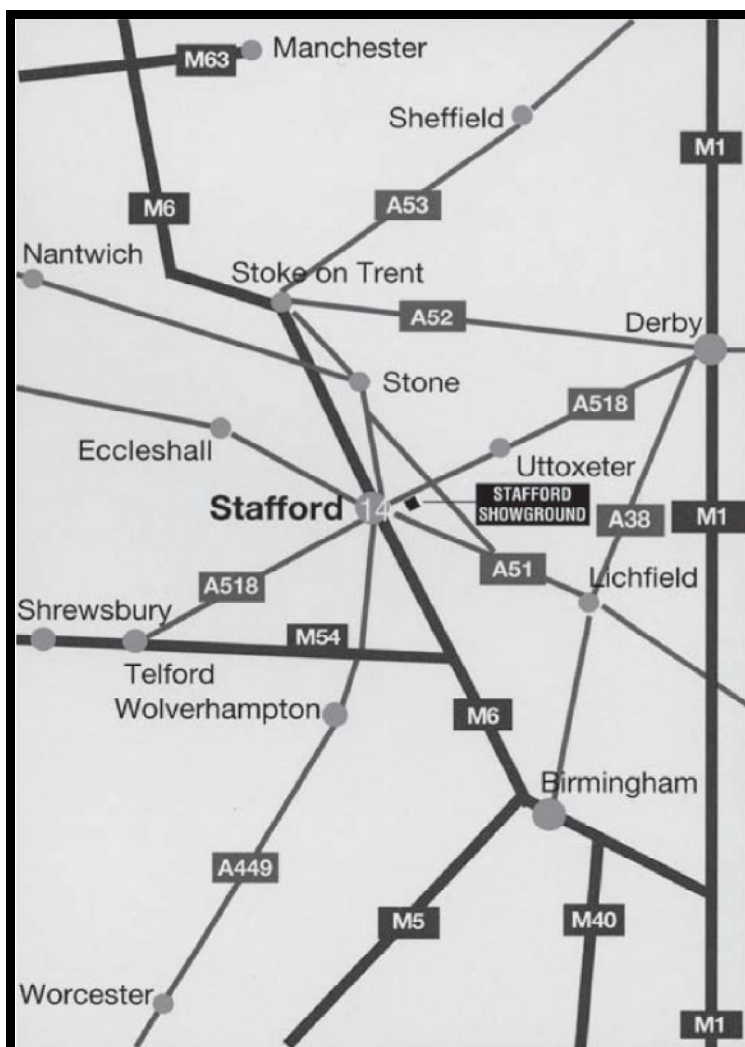 Manchester
M63
Sheffield
M1
M6
A53
Nantwich
Stoke on Trent
A52
Derby
Stone
A518
Eccleshall
Uttoxeter
Stafford
14
STAFFORD
SHOWGROUND
A38
M1
A51
Lichfield
A518
Shrewsbury
M54
Telford
Wolverhampton
M6
Birmingham
A449
M5
M40
Worcester
M1